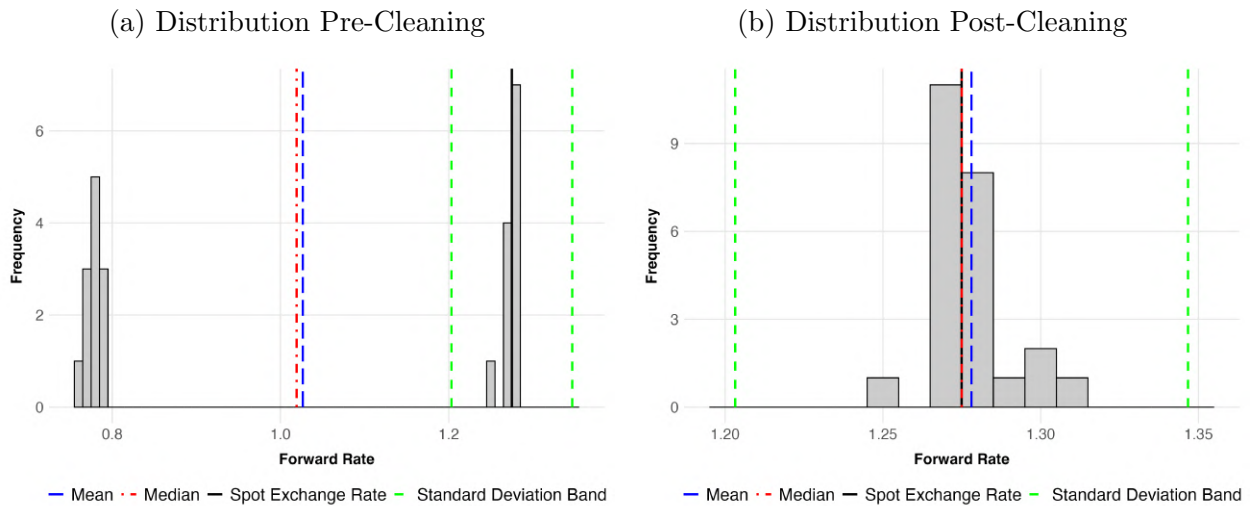 (a) Distribution Pre-Cleaning
6
4
2
0
Frequency
0.8 1.0 1.2
Forward Rate
Mean Median Spot Exchange Rate Standard Deviation Band
(b) Distribution Post-Cleaning
9
6
3
0
Frequency
1.20 1.25 1.30 1.35
Forward Rate
Mean Median Spot Exchange Rate Standard Deviation Band